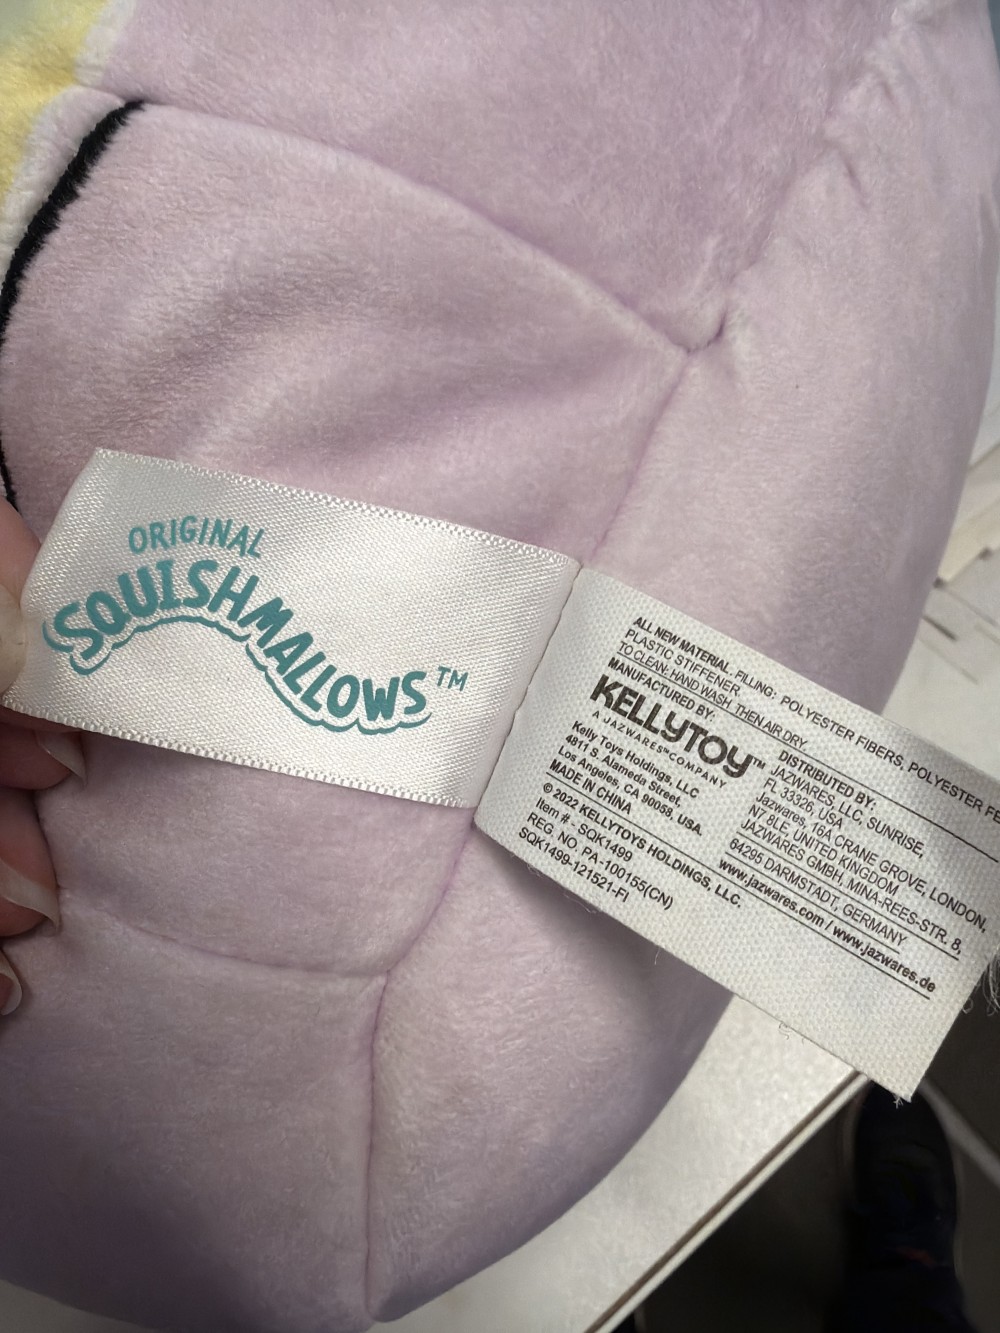 ORIGINAL
SQUISHMALLOWS™
ALL NEW MATERIAL. FILLING: POLYESTER FIBERS, POLYESTER
PLASTIC STIFFENER.
TO CLEAN: HAND WASH, THEN AIR DRY.
MANUFACTURED BY:
KELLYTOY™
A JAZWARES™ COMPANY
Kelly Toys Holdings, LLC
4811 S. Alameda Street,
Los Angeles, CA 90058, USA.
MADE IN CHINA
© 2022 KELLYTOYS HOLDINGS, LLC.
Item # : SQK1499
REG. NO. PA-100155(CN)
SQK1499-121521-FI
DISTRIBUTED BY:
JAZWARES, LLC, SUNRISE,
FL 33326, USA
Jazwares, 16A CRANE GROVE, LONDON,
N7 8LE, UNITED KINGDOM
JAZWARES GMBH, MINA-REES-STR. 8,
64295 DARMSTADT, GERMANY
www.jazwares.com / www.jazwares.de